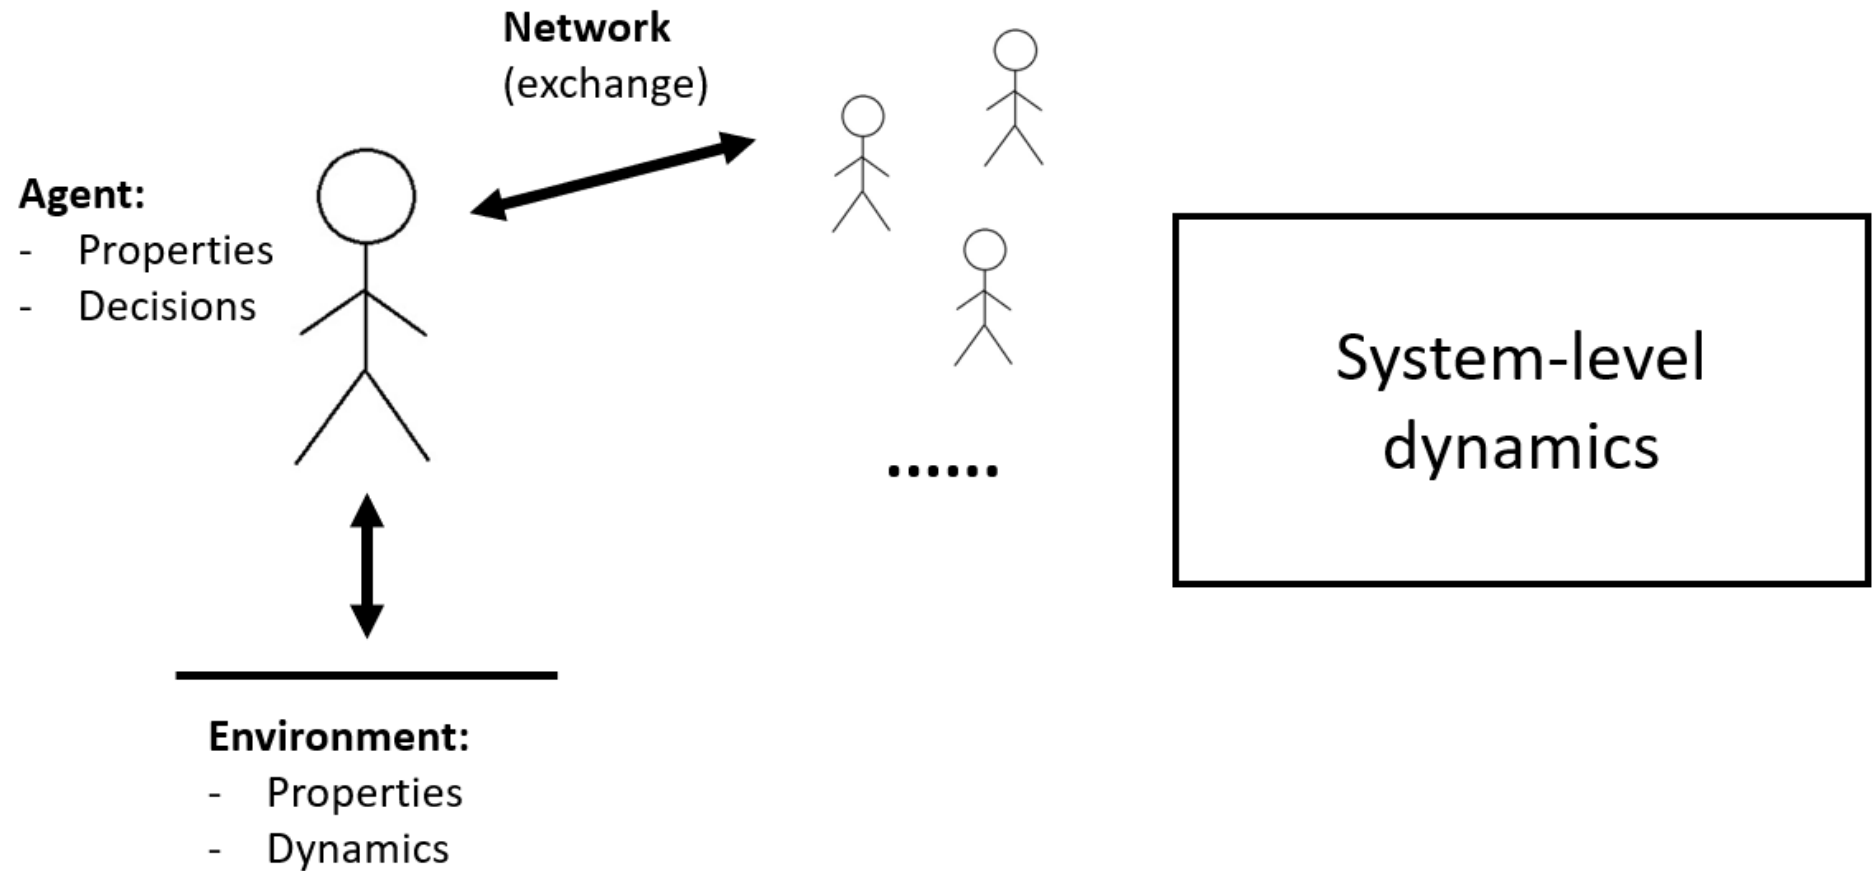 Network
(exchange)
Agent:
- Properties
- Decisions
System-level
dynamics
......
Environment:
- Properties
- Dynamics